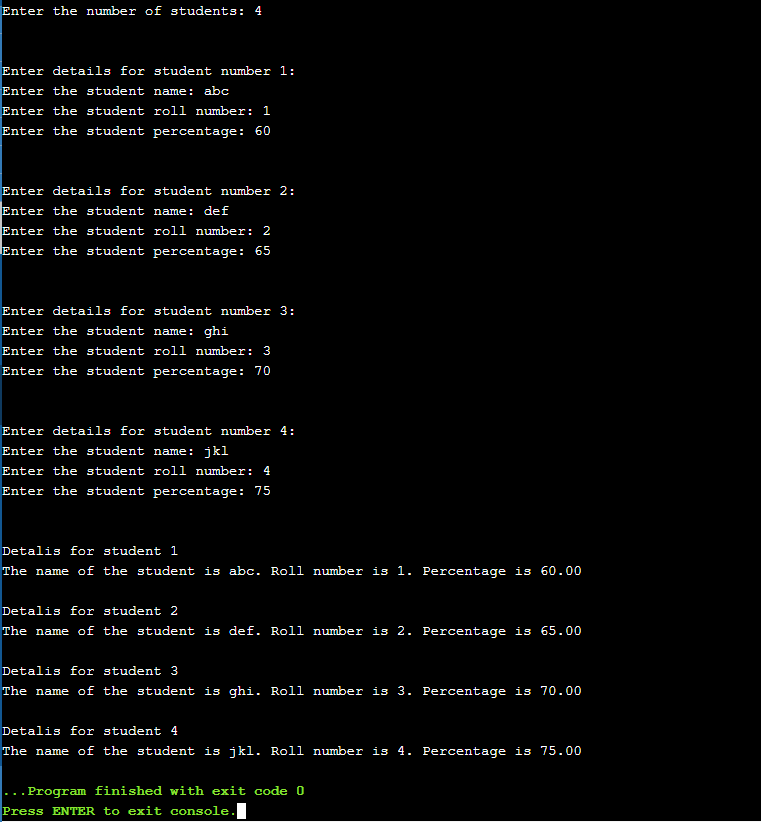 Enter the number of students: 4
Enter details for student number 1:
Enter the student name: abc
Enter the student roll number: 1
Enter the student percentage: 60
Enter details for student number 2:
Enter the student name: def
Enter the student roll number: 2
Enter the student percentage: 65
Enter details for student number 3:
Enter the student name: ghi
Enter the student roll number: 3
Enter the student percentage: 70
Enter details for student number 4:
Enter the student name: jkl
Enter the student roll number: 4
Enter the student percentage: 75
Detalis for student 1
The name of the student is abc. Roll number is 1. Percentage is 60.00
Detalis for student 2
The name of the student is def. Roll number is 2. Percentage is 65.00
Detalis for student 3
The name of the student is ghi. Roll number is 3. Percentage is 70.00
Detalis for student 4
The name of the student is jkl. Roll number is 4. Percentage is 75.00
...Program finished with exit code 0
Press ENTER to exit console.